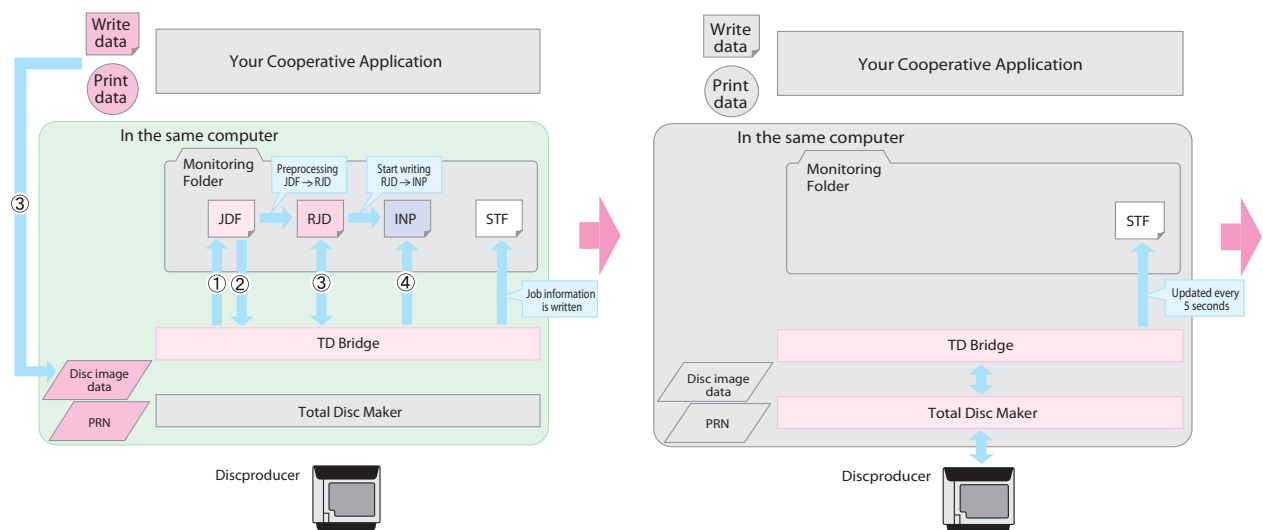 Write
data
Your Cooperative Application
Print
data
In the same computer
Monitoring
Folder
Preprocessing
JDF → RJD
Start writing
RJD → INP
JDF
RJD
INP
STF
③
①
②
③
④
Job information
is written
TD Bridge
Disc image
data
Total Disc Maker
PRN
Discproducer
Write
data
Your Cooperative Application
Print
data
In the same computer
Monitoring
Folder
STF
Updated every
5 seconds
TD Bridge
Disc image
data
Total Disc Maker
PRN
Discproducer